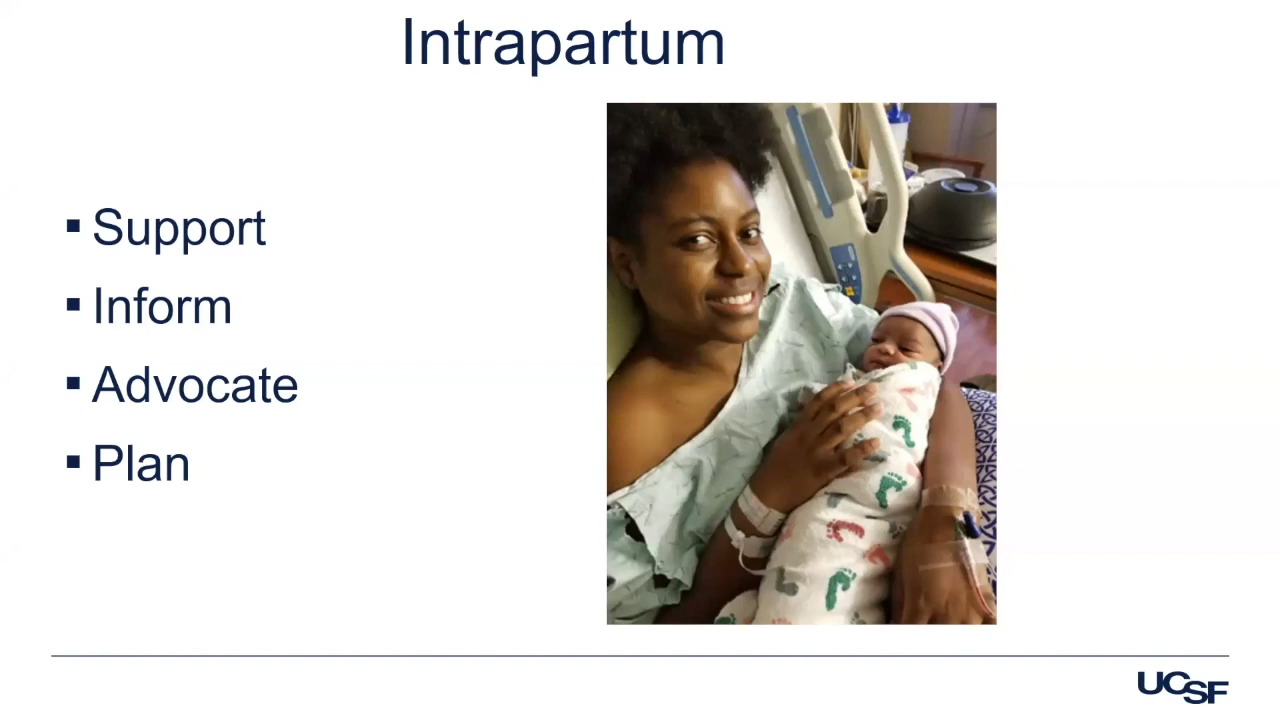 Intrapartum
▪ Support
▪ Inform
▪ Advocate
▪ Plan
UCSF